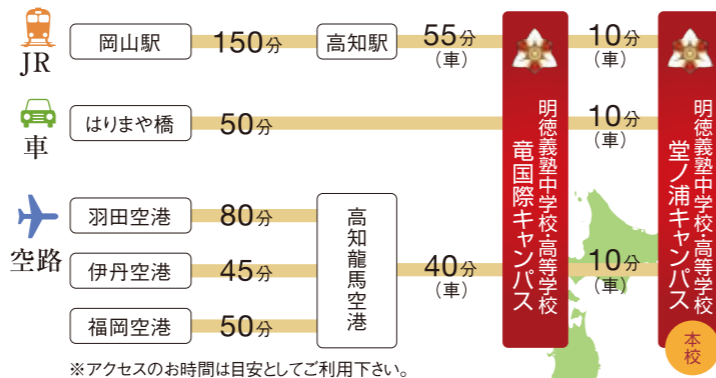 JR
岡山駅
150分
高知駅
55分
(車)
10分
(車)
車
はりまや橋
50分
10分
(車)
空路
羽田空港
80分
伊丹空港
45分
福岡空港
50分
高知龍馬空港
40分
(車)
10分
(車)
明徳義塾中学校・高等学校
竜国際キャンパス
明徳義塾中学校・高等学校
堂ノ浦キャンパス
本校
※アクセスのお時間は目安としてご利用下さい。